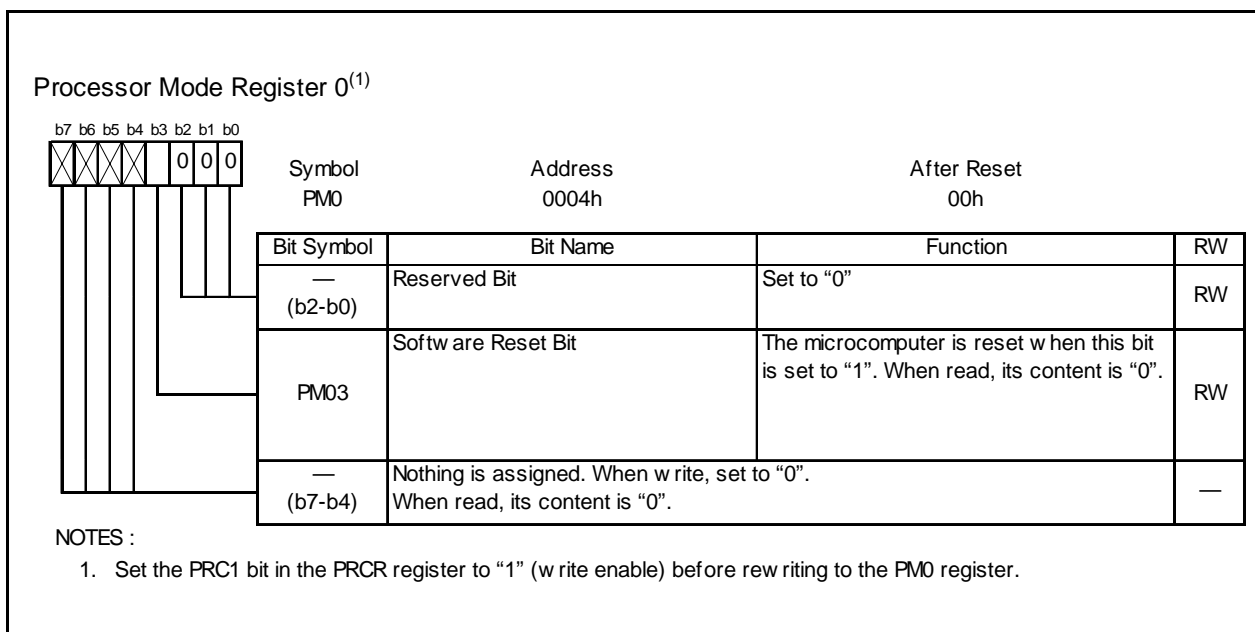 Processor Mode Register 0(1)
b7 b6 b5 b4 b3 b2 b1 b0
0 0 0
Symbol Address After Reset
PM0 0004h 00h
Bit Symbol Bit Name Function RW
— (b2-b0) Reserved Bit Set to “0” RW
PM03 Software Reset Bit The microcomputer is reset when this bit
is set to “1”. When read, its content is “0”. RW
— (b7-b4) Nothing is assigned. When write, set to “0”.
When read, its content is “0”. —
NOTES :
1. Set the PRC1 bit in the PRCR register to “1” (write enable) before rewriting to the PM0 register.